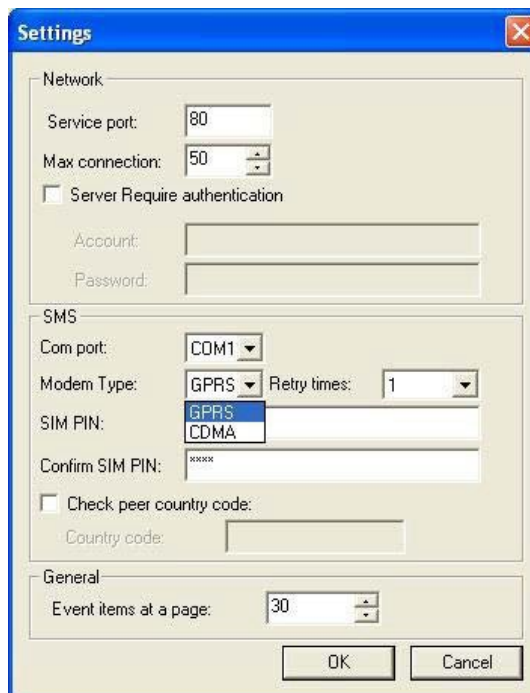 Settings
Network
Service port: 80
Max connection: 50
Server Require authentication
Account:
Password:
SMS
Com port: COM1
Modem Type: GPRS Retry times: 1
GPRS
CDMA
SIM PIN:
Confirm SIM PIN: ****
Check peer country code:
Country code:
General
Event items at a page: 30
OK Cancel